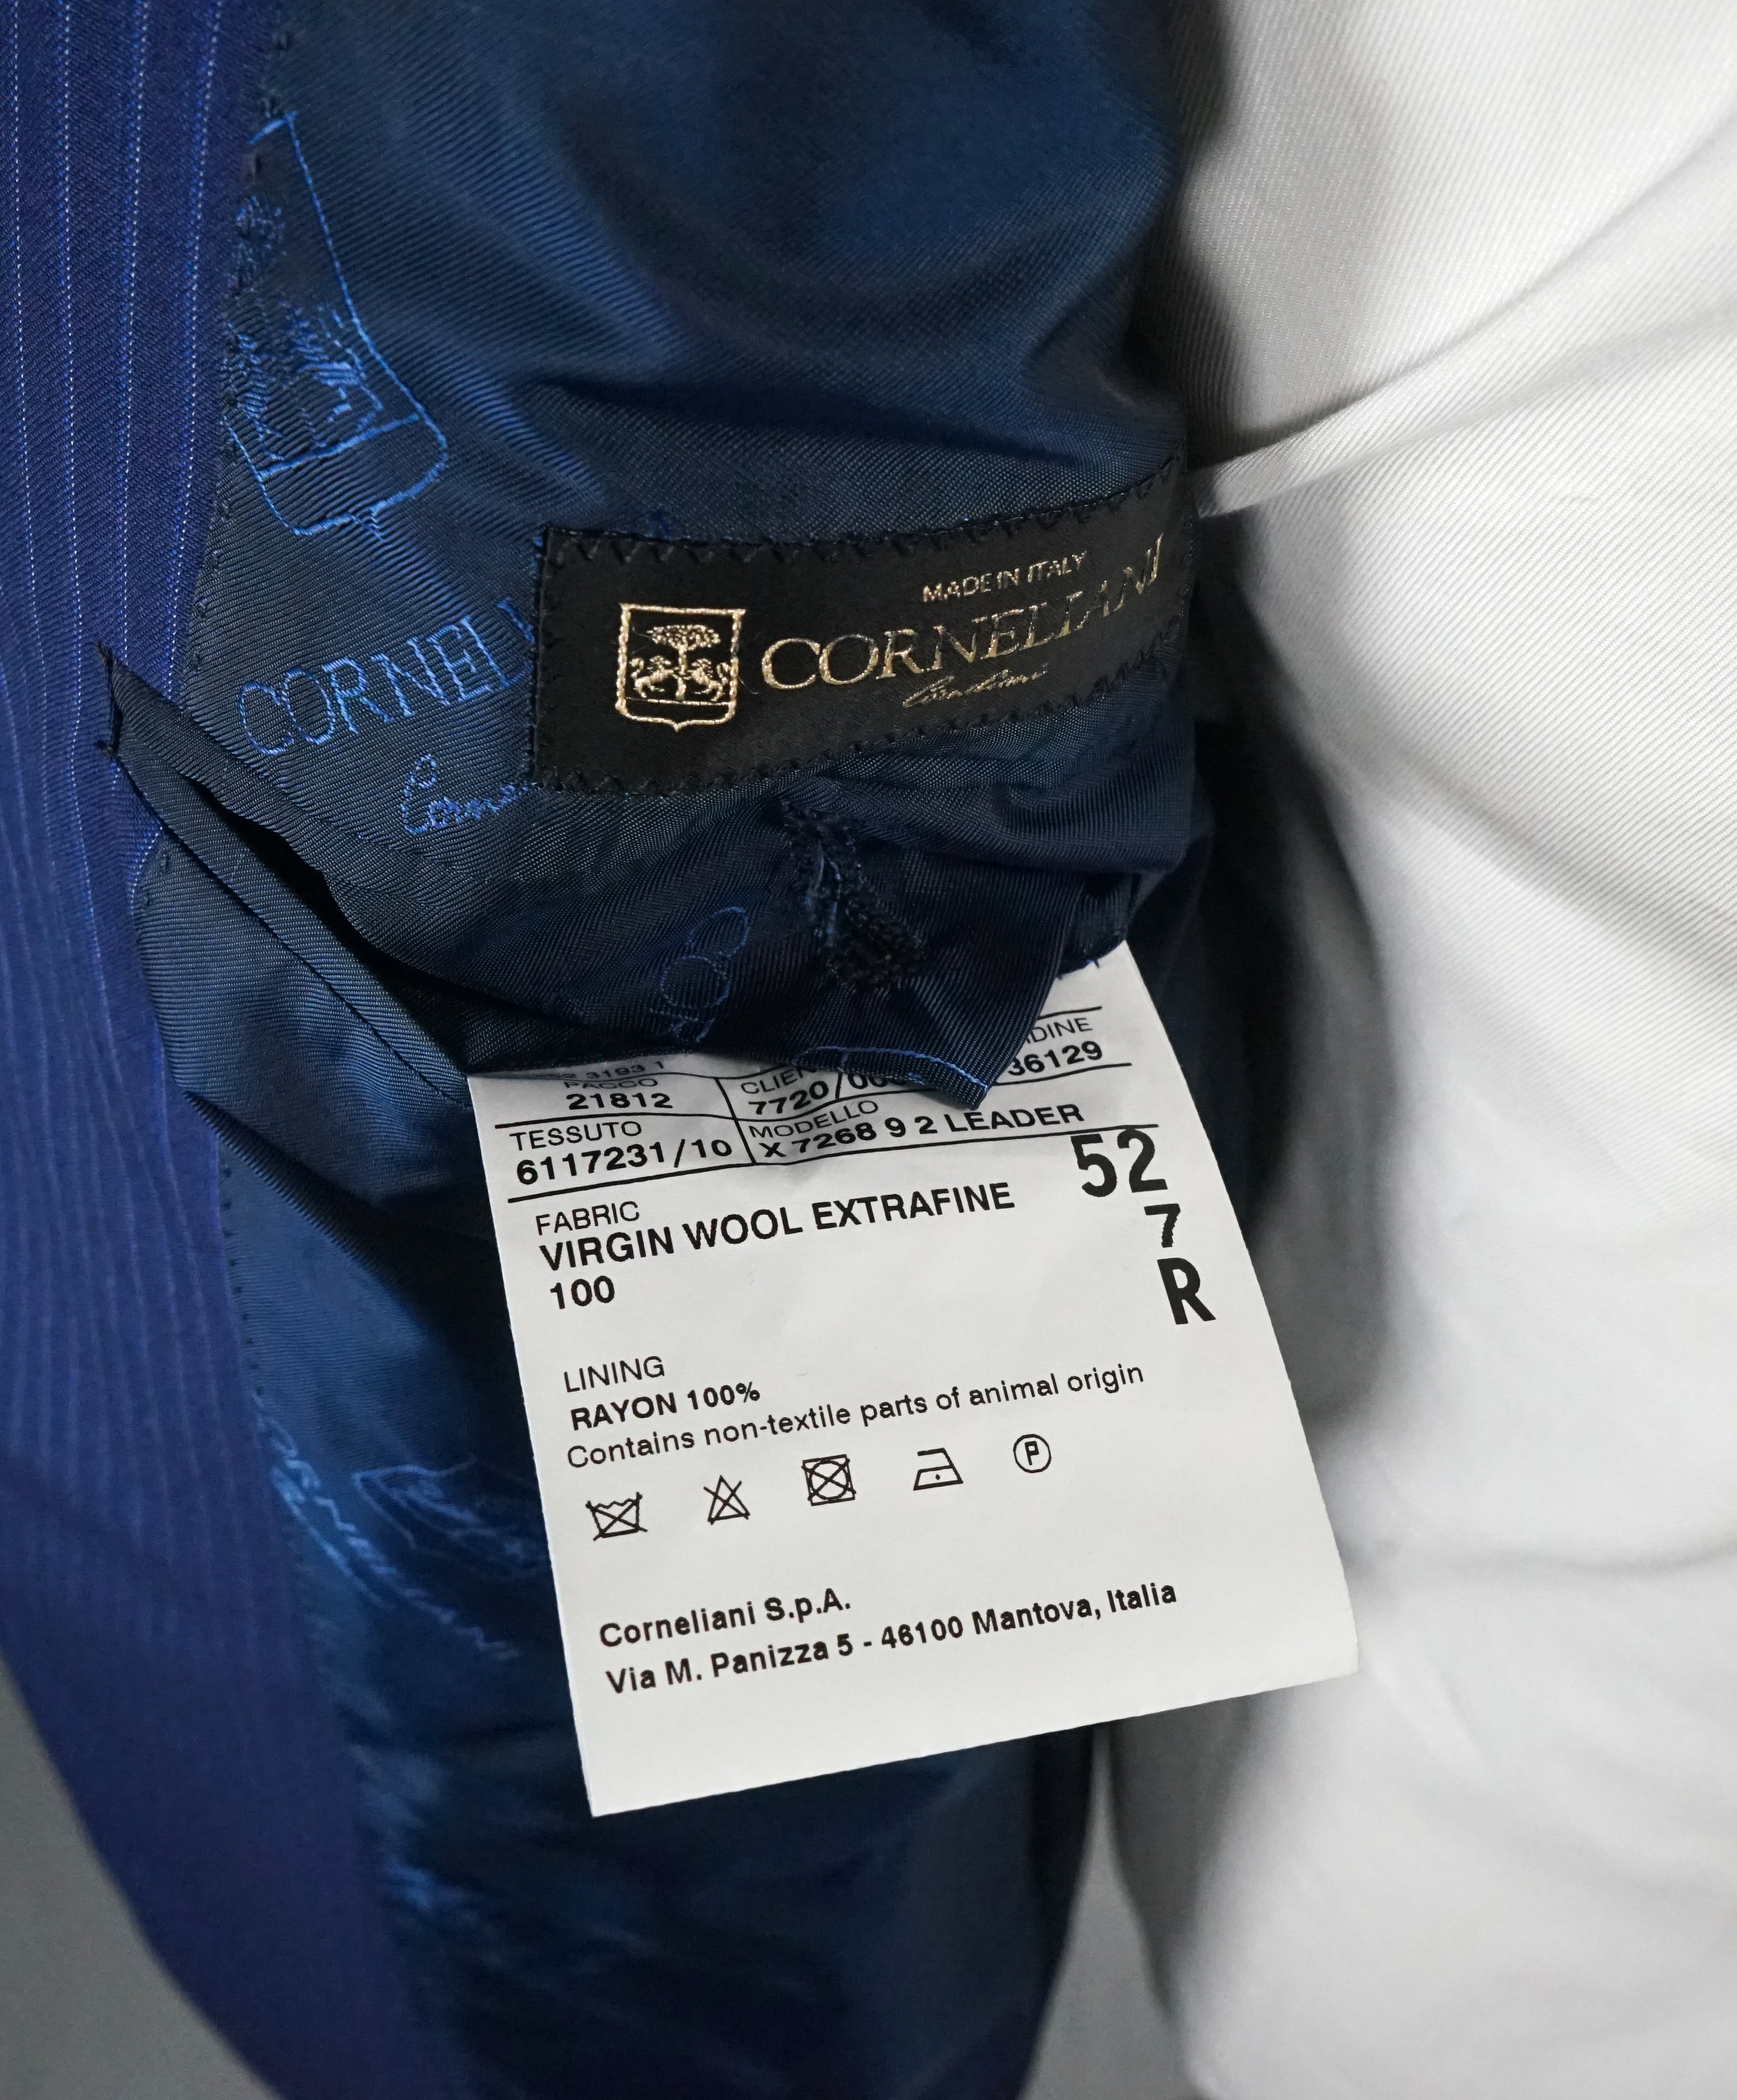 MADE IN ITALY
CORNELIANI
CORNELI
21812
7720/00
36129
TESSUTO
MODELLO
6117231/10
X 7268 9 2 LEADER
52
7
R
FABRIC
VIRGIN WOOL EXTRAFINE
100
LINING
RAYON 100%
Contains non-textile parts of animal origin
P
Corneliani S.p.A.
Via M. Panizza 5 - 46100 Mantova, Italia